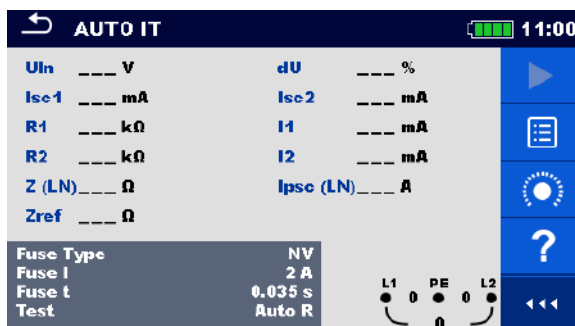 AUTO IT 11:00
Uln ___ V dU ___ %
Isc1 ___ mA Isc2 ___ mA
R1 ___ kΩ I1 ___ mA
R2 ___ kΩ I2 ___ mA
Z (LN)___ Ω Ipsc (LN)___ A
Zref ___ Ω
Fuse Type NV
Fuse I 2 A
Fuse t 0.035 s
Test Auto R
L1 PE L2
0 0
0
?